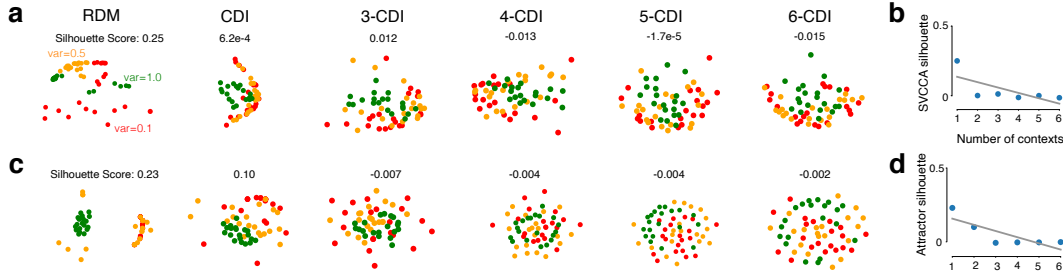 a
RDM
CDI
3-CDI
4-CDI
5-CDI
6-CDI
Silhouette Score: 0.25
6.2e-4
0.012
-0.013
-1.7e-5
-0.015
var=0.5
var=1.0
var=0.1
b
0.5
0
SVCCA silhouette
1 2 3 4 5 6
Number of contexts
c
Silhouette Score: 0.23
0.10
-0.007
-0.004
-0.004
-0.002
d
0.5
0
Attractor silhouette
1 2 3 4 5 6